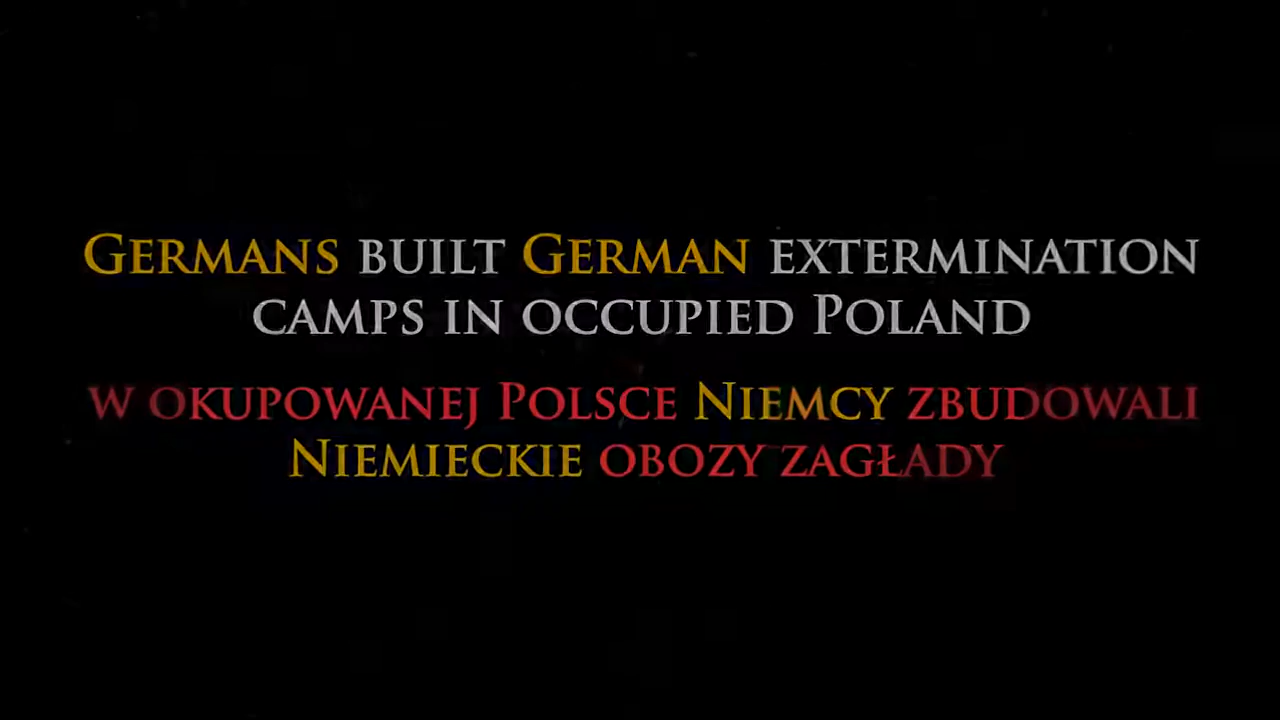 Germans built German extermination
camps in occupied Poland
w okupowanej Polsce Niemcy zbudowali
Niemieckie obozy zagłady